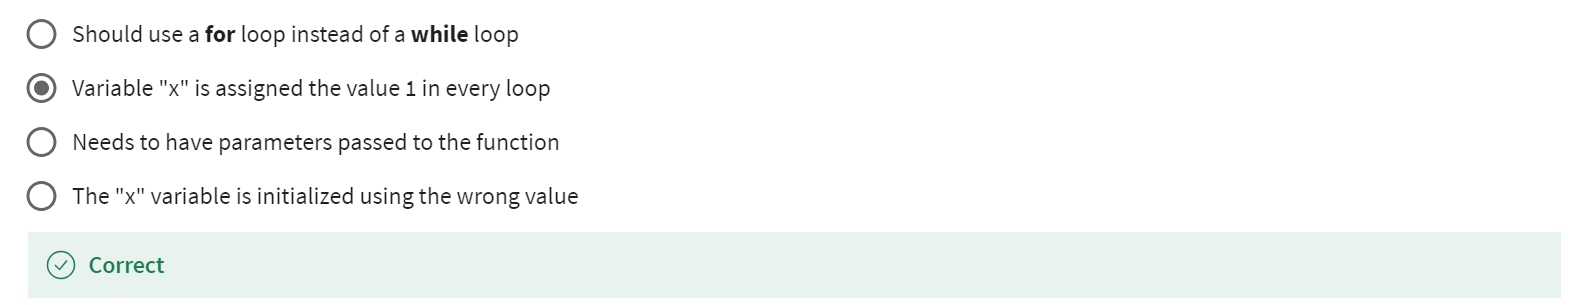 Should use a for loop instead of a while loop
Variable "x" is assigned the value 1 in every loop
Needs to have parameters passed to the function
The "x" variable is initialized using the wrong value
Correct